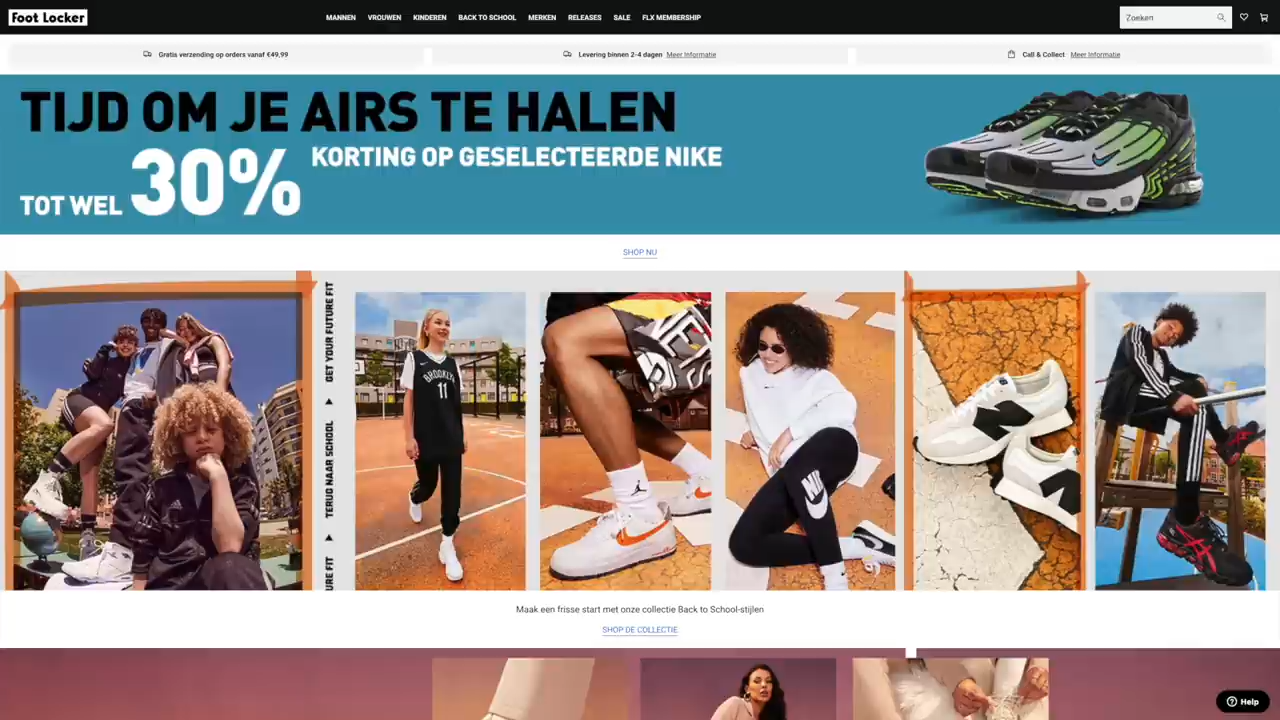 Foot Locker
MANNEN VROUWEN KINDEREN BACK TO SCHOOL MERKEN RELEASES SALE FLX MEMBERSHIP
Zoeken
Gratis verzending op orders vanaf €49,99
Levering binnen 2-4 dagen Meer Informatie
Call & Collect Meer Informatie
TIJD OM JE AIRS TE HALEN
TOT WEL 30% KORTING OP GESELECTEERDE NIKE
SHOP NU
GET YOUR FUTURE FIT
TERUG NAAR SCHOOL
URE FIT
BROOKLYN
11
N
Maak een frisse start met onze collectie Back to School-stijlen
SHOP DE COLLECTIE
Help